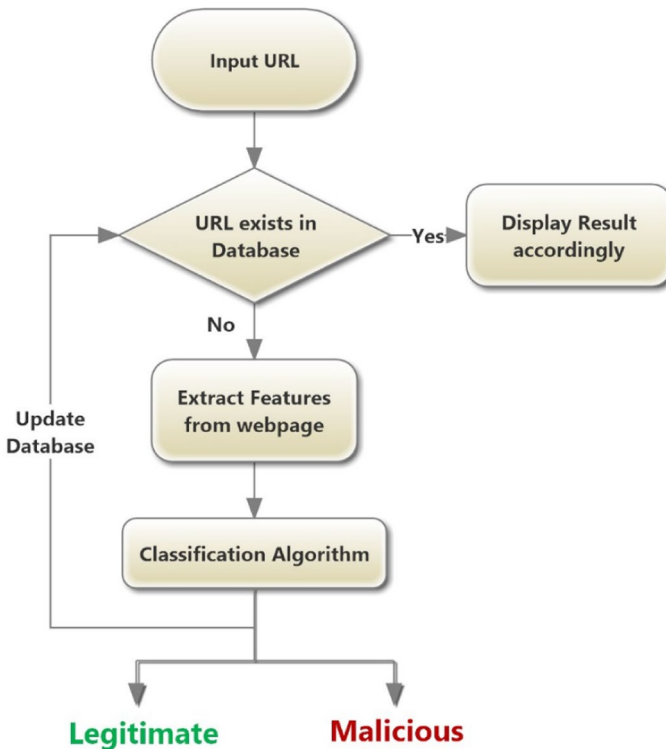 Input URL
URL exists in
Database
Yes
Display Result
accordingly
No
Extract Features
from webpage
Update
Database
Classification Algorithm
Legitimate
Malicious